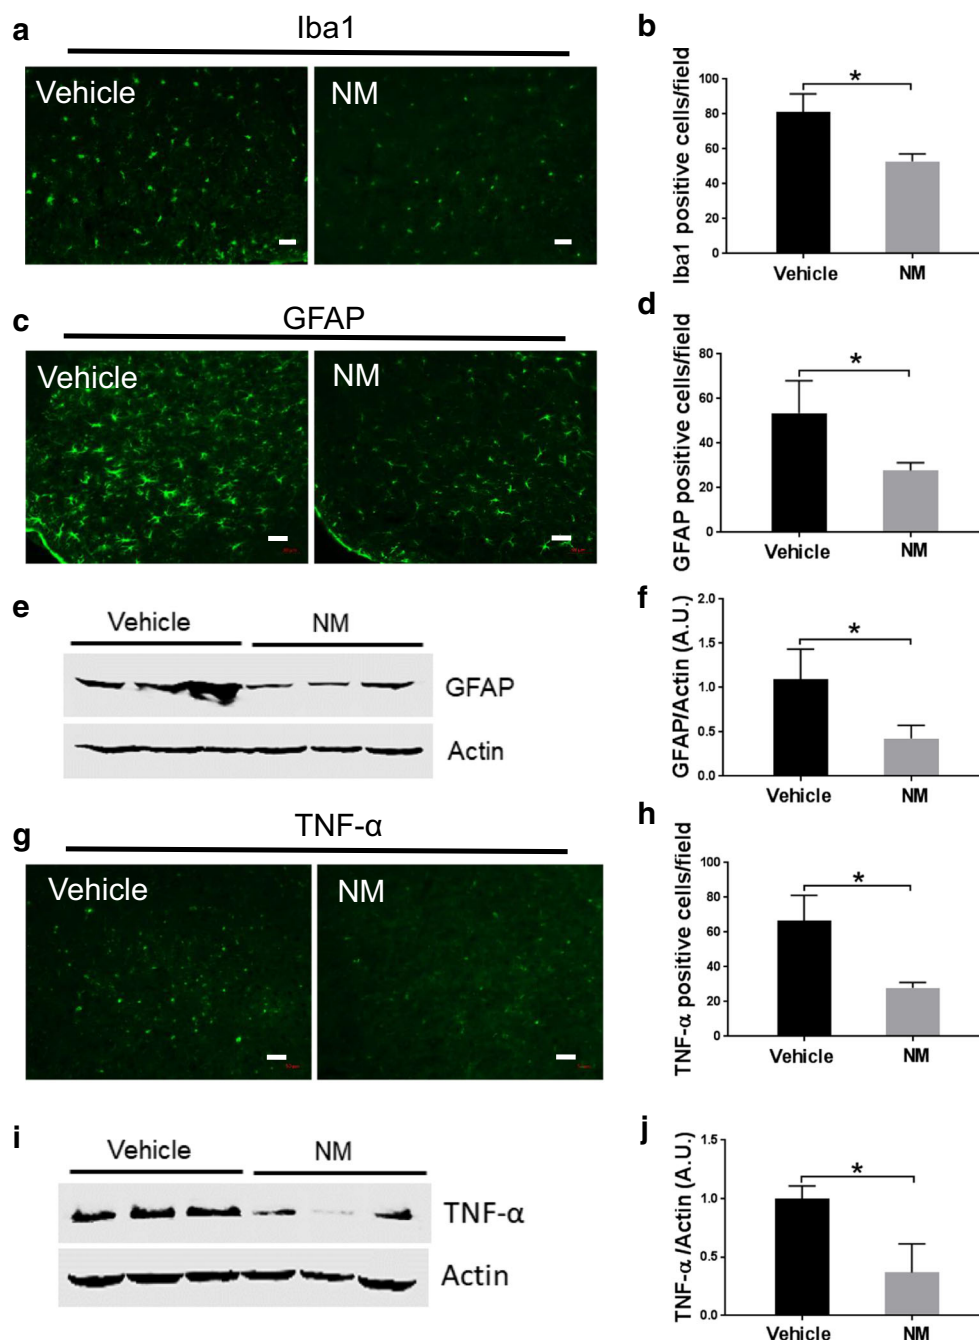 a
Iba1
Vehicle
NM
b
Iba1 positive cells/field
100
80
60
40
20
0
*
Vehicle
NM
c
GFAP
Vehicle
NM
d
GFAP positive cells/field
80
60
40
20
0
*
Vehicle
NM
e
Vehicle
NM
GFAP
Actin
f
GFAP/Actin (A.U.)
2.0
1.5
1.0
0.5
0.0
*
Vehicle
NM
g
TNF-α
Vehicle
NM
h
TNF-α positive cells/field
100
80
60
40
20
0
*
Vehicle
NM
i
Vehicle
NM
TNF-α
Actin
j
TNF-α /Actin (A.U.)
1.5
1.0
0.5
0.0
*
Vehicle
NM